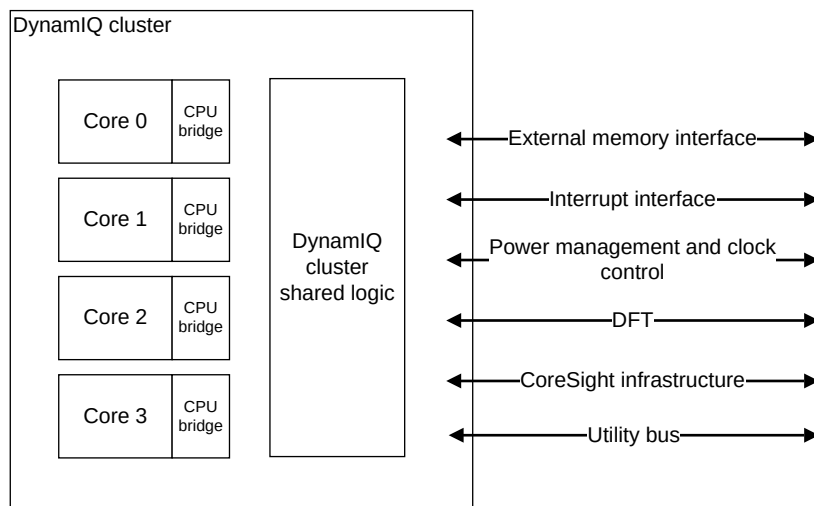 DynamIQ cluster
Core 0
CPU
bridge
Core 1
CPU
bridge
Core 2
CPU
bridge
Core 3
CPU
bridge
DynamIQ
cluster
shared logic
External memory interface
Interrupt interface
Power management and clock
control
DFT
CoreSight infrastructure
Utility bus